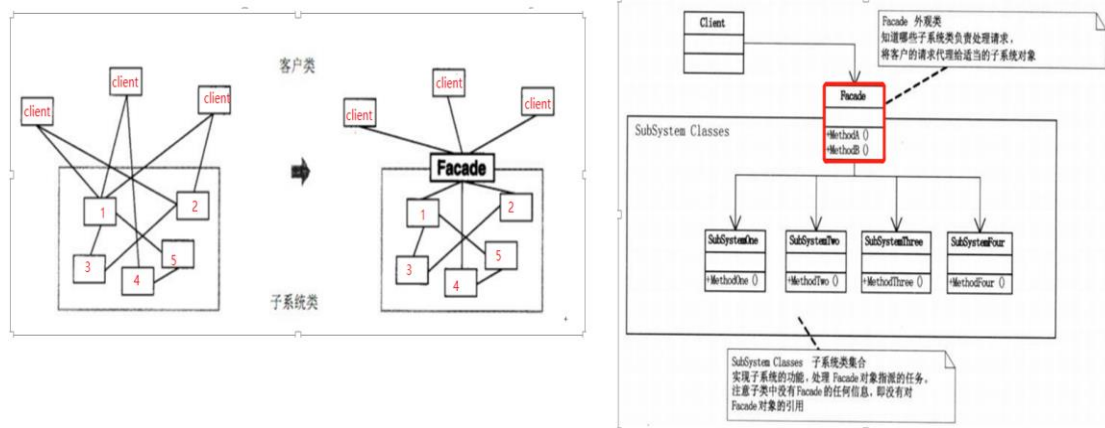 客户类
client
client
client
1
2
3
4
5
子系统类
client
client
client
Facade
1
2
3
4
5
Client
Facade 外观类
知道哪些子系统类负责处理请求,
将客户的请求代理给适当的子系统对象
Facade
+MethodA ()
+MethodB ()
SubSystem Classes
SubSystemOne
+MethodOne ()
SubSystemTwo
+MethodTwo ()
SubSystemThree
+MethodThree ()
SubSystemFour
+MethodFour ()
SubSystem Classes 子系统类集合
实现子系统的功能,处理 Facade 对象指派的任务。
注意子类中没有Facade的任何信息,即没有对
Facade对象的引用